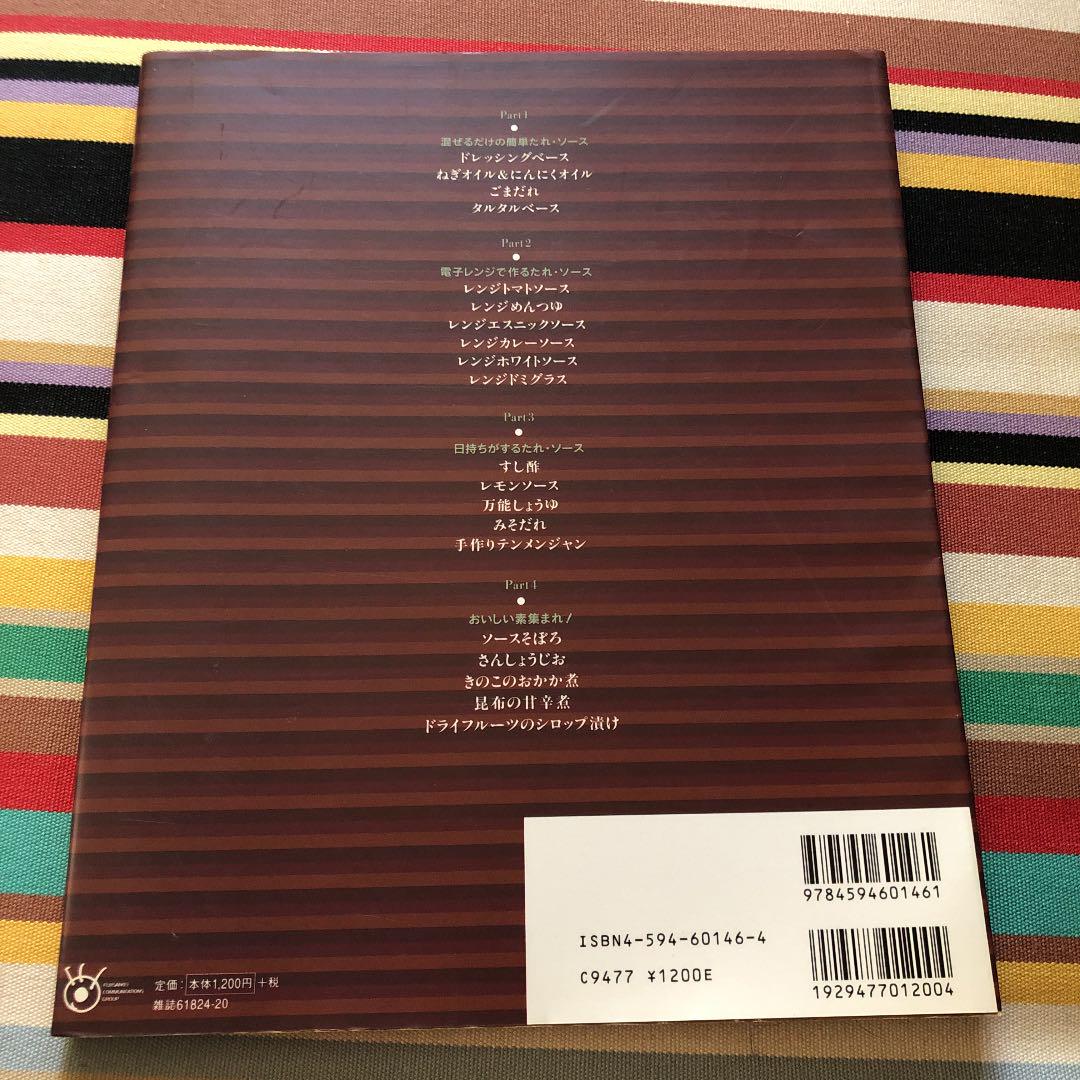 Part1
混ぜるだけの簡単たれ・ソース
ドレッシングベース
ねぎオイル&にんにくオイル
ごまだれ
タルタルベース
Part2
電子レンジで作るたれ・ソース
レンジトマトソース
レンジめんつゆ
レンジエスニックソース
レンジカレーソース
レンジホワイトソース
レンジドミグラス
Part3
日持ちがするたれ・ソース
すし酢
レモンソース
万能しょうゆ
みそだれ
手作りテンメンジャン
Part4
おいしい素集まれ!
ソースそぼろ
さんしょうじお
きのこのおかか煮
昆布の甘辛煮
ドライフルーツのシロップ漬け
9784594601461
ISBN4-594-60146-4
C9477 ¥1200E
1929477012004
FUJISANKEI
COMMUNICATIONS
GROUP
定価:本体1,200円+税
雑誌61824-20